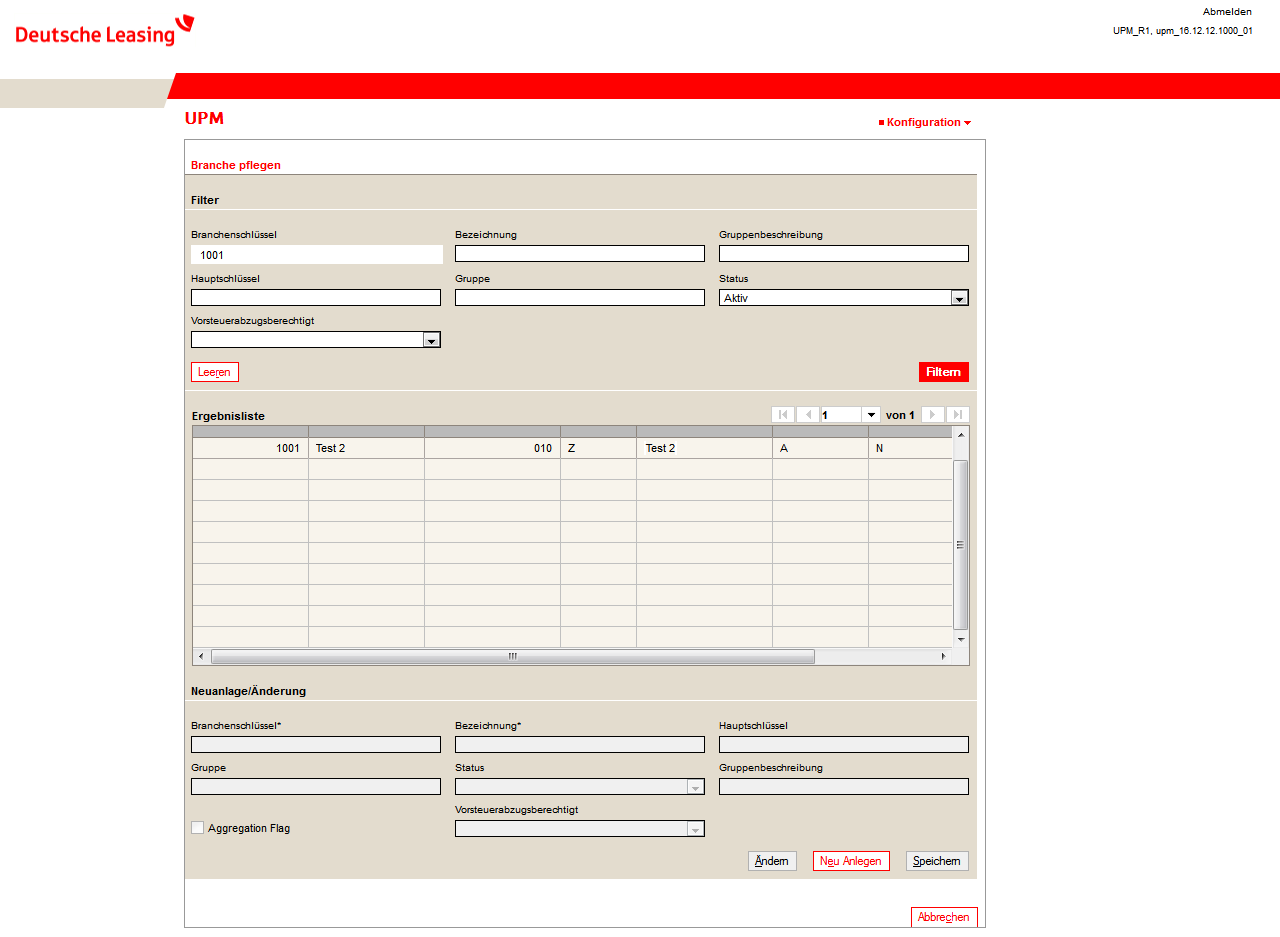 Deutsche Leasing
Abmelden
UPM_R1, upm_16.12.12.1000_01
UPM
Konfiguration
Branche pflegen
Filter
Branchenschlüssel Bezeichnung Gruppenbeschreibung
1001
Hauptschlüssel Gruppe Status
Aktiv
Vorsteuerabzugsberechtigt
Leeren Filtern
Ergebnisliste 1 von 1
1001 Test 2 010 Z Test 2 A N
Neuanlage/Änderung
Branchenschlüssel* Bezeichnung* Hauptschlüssel
Gruppe Status Gruppenbeschreibung
Vorsteuerabzugsberechtigt
Aggregation Flag
Ändern Neu Anlegen Speichern
Abbrechen